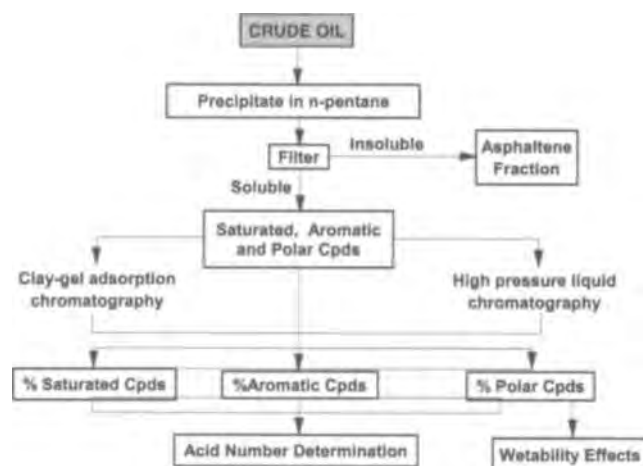 CRUDE OIL
Precipitate in n-pentane
Filter
Insoluble
Asphaltene
Fraction
Soluble
Saturated, Aromatic
and Polar Cpds
Clay-gel adsorption
chromatography
High pressure liquid
chromatography
% Saturated Cpds
%Aromatic Cpds
% Polar Cpds
Acid Number Determination
Wetability Effects